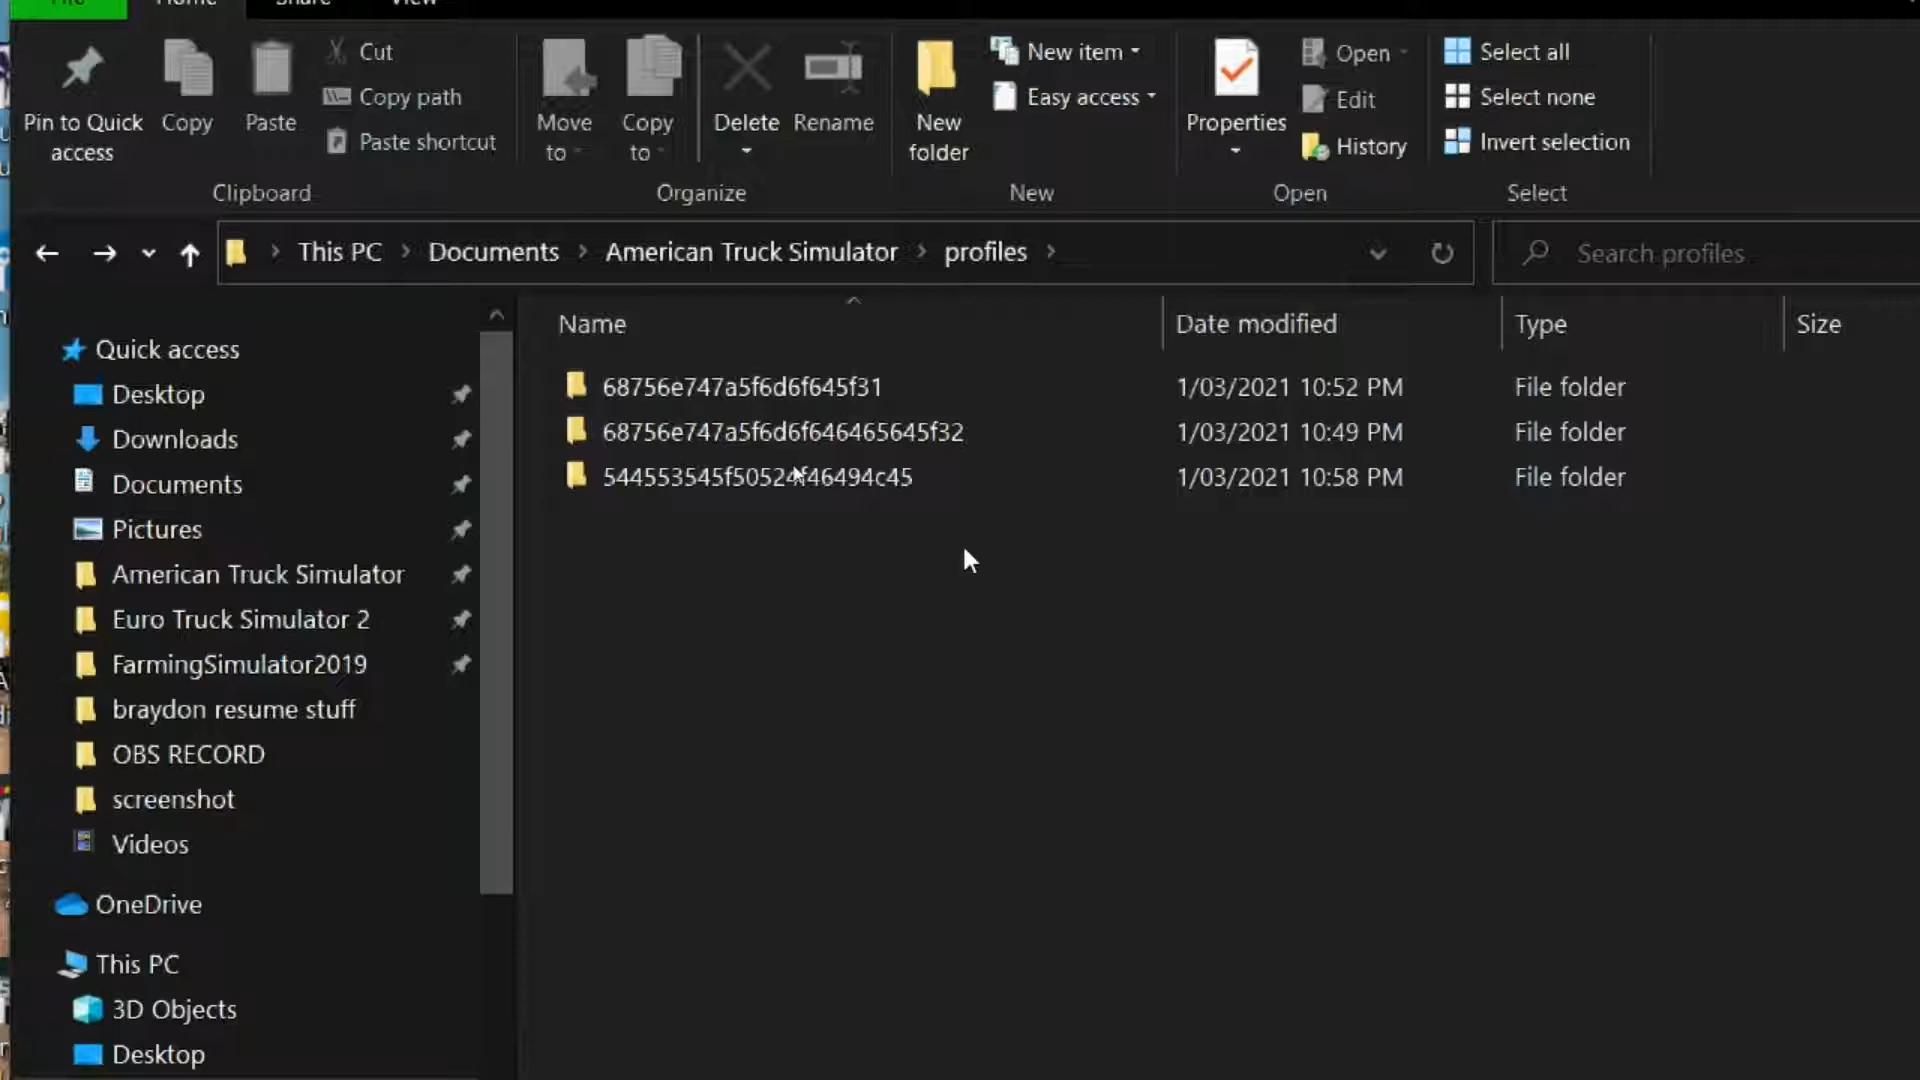 File Home Share View
Pin to Quick access
Copy
Paste
Cut
Copy path
Paste shortcut
Move to
Copy to
Delete
Rename
New folder
New item
Easy access
Properties
Open
Edit
History
Select all
Select none
Invert selection
Clipboard Organize New Open Select
This PC > Documents > American Truck Simulator > profiles >
Search profiles
Name Date modified Type Size
68756e747a5f6d6f645f31 1/03/2021 10:52 PM File folder
68756e747a5f6d6f646465645f32 1/03/2021 10:49 PM File folder
544553545f50524f46494c45 1/03/2021 10:58 PM File folder
Quick access
Desktop
Downloads
Documents
Pictures
American Truck Simulator
Euro Truck Simulator 2
FarmingSimulator2019
braydon resume stuff
OBS RECORD
screenshot
Videos
OneDrive
This PC
3D Objects
Desktop